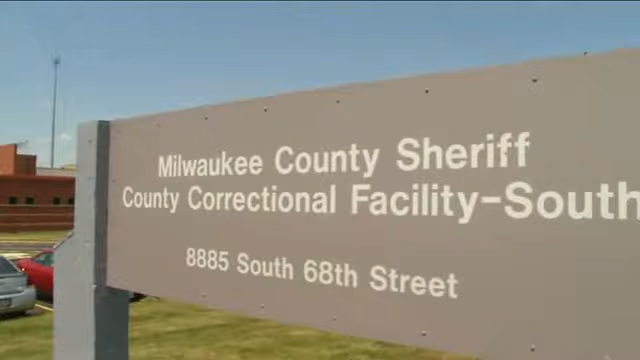 Milwaukee County Sheriff
County Correctional Facility-South
8885 South 68th Street